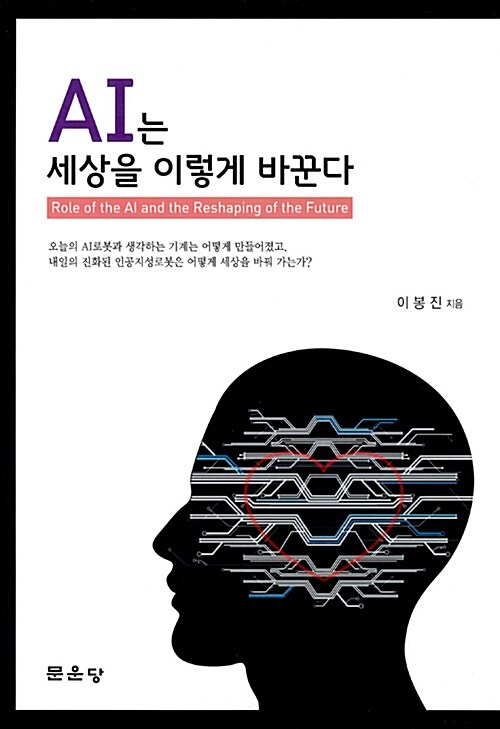 AI는
세상을 이렇게 바꾼다
Role of the AI and the Reshaping of the Future
오늘의 AI로봇과 생각하는 기계는 어떻게 만들어졌고,
내일의 진화된 인공지성로봇은 어떻게 세상을 바꿔 가는가?
이봉진 지음
문운당